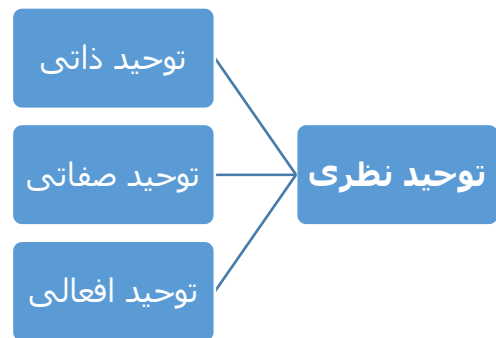 توحید نظری
توحید ذاتی
توحید صفاتی
توحید افعالی